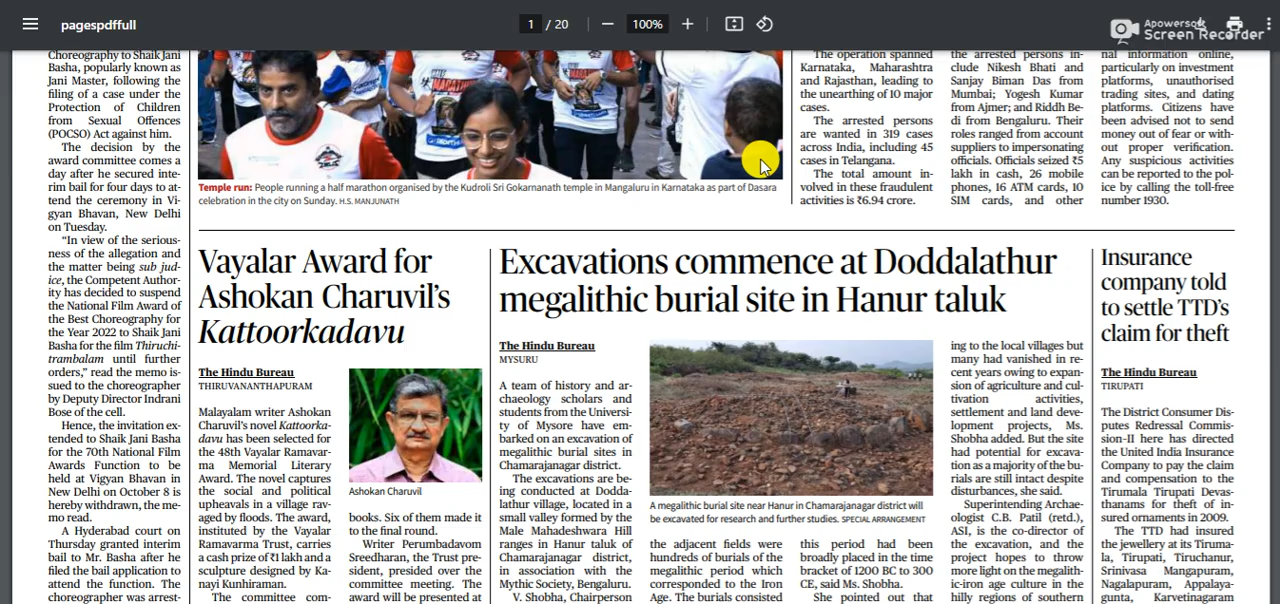 pagespdffull
1 / 20
100%
Apowersoft
Screen Recorder
Choreography to Shaik Jani
Basha, popularly known as
Jani Master, following the
filing of a case under the
Protection of Children
from Sexual Offences
(POCSO) Act against him.
The decision by the
award committee comes a
day after he secured inte-
rim bail for four days to at-
tend the ceremony in Vi-
gyan Bhavan, New Delhi
on Tuesday.
“In view of the serious-
ness of the allegation and
the matter being sub jud-
ice, the Competent Author-
ity has decided to suspend
the National Film Award of
the Best Choreography for
the Year 2022 to Shaik Jani
Basha for the film Thiruchi-
trambalam until further
orders,” read the memo is-
sued to the choreographer
by Deputy Director Indrani
Bose of the cell.
Hence, the invitation ex-
tended to Shaik Jani Basha
for the 70th National Film
Awards Function to be
held at Vigyan Bhavan in
New Delhi on October 8 is
hereby withdrawn, the me-
mo read.
A Hyderabad court on
Thursday granted interim
bail to Mr. Basha after he
filed the bail application to
attend the function. The
choreographer was arrest-
MARATHON
Temple run: People running a half marathon organised by the Kudroli Sri Gokarnanath temple in Mangaluru in Karnataka as part of Dasara
celebration in the city on Sunday. H.S. MANJUNATH
The operation spanned
Karnataka, Maharashtra
and Rajasthan, leading to
the unearthing of 10 major
cases.
The arrested persons
are wanted in 319 cases
across India, including 45
cases in Telangana.
The total amount in-
volved in these fraudulent
activities is ₹6.94 crore.
the arrested persons in-
clude Nikesh Bhati and
Sanjay Biman Das from
Mumbai; Yogesh Kumar
from Ajmer; and Riddh Be-
di from Bengaluru. Their
roles ranged from account
suppliers to impersonating
officials. Officials seized ₹5
lakh in cash, 26 mobile
phones, 16 ATM cards, 10
SIM cards, and other
nal information online,
particularly on investment
platforms, unauthorised
trading sites, and dating
platforms. Citizens have
been advised not to send
money out of fear or with-
out proper verification.
Any suspicious activities
can be reported to the pol-
ice by calling the toll-free
number 1930.
Vayalar Award for
Ashokan Charuvil’s
Kattoorkadavu
The Hindu Bureau
THIRUVANANTHAPURAM
Malayalam writer Ashokan
Charuvil’s novel Kattoorka-
davu has been selected for
the 48th Vayalar Ramavar-
ma Memorial Literary
Award. The novel captures
the social and political
upheavals in a village rav-
aged by floods. The award,
instituted by the Vayalar
Ramavarma Trust, carries
a cash prize of ₹1 lakh and a
sculpture designed by Ka-
nayi Kunhiraman.
The committee com-
Ashokan Charuvil
books. Six of them made it
to the final round.
Writer Perumbadavom
Sreedharan, the Trust pre-
sident, presided over the
committee meeting. The
award will be presented at
Excavations commence at Doddalathur
megalithic burial site in Hanur taluk
The Hindu Bureau
MYSURU
A team of history and ar-
chaeology scholars and
students from the Universi-
ty of Mysore have em-
barked on an excavation of
megalithic burial sites in
Chamarajanagar district.
The excavations are be-
ing conducted at Dodda-
lathur village, located in a
small valley formed by the
Male Mahadeshwara Hill
ranges in Hanur taluk of
Chamarajanagar district,
in association with the
Mythic Society, Bengaluru.
V. Shobha, Chairperson
A megalithic burial site near Hanur in Chamarajanagar district will
be excavated for research and further studies. SPECIAL ARRANGEMENT
the adjacent fields were
hundreds of burials of the
megalithic period which
corresponded to the Iron
Age. The burials consisted
this period had been
broadly placed in the time
bracket of 1200 BC to 300
CE, said Ms. Shobha.
She pointed out that
ing to the local villages but
many had vanished in re-
cent years owing to expan-
sion of agriculture and cul-
tivation activities,
settlement and land deve-
lopment projects, Ms.
Shobha added. But the site
had potential for excava-
tion as a majority of the bu-
rials are still intact despite
disturbances, she said.
Superintending Archae-
ologist C.B. Patil (retd.),
ASI, is the co-director of
the excavation, and the
project hopes to throw
more light on the megalith-
ic-iron age culture in the
hilly regions of southern
Insurance
company told
to settle TTD’s
claim for theft
The Hindu Bureau
TIRUPATI
The District Consumer Dis-
putes Redressal Commis-
sion-II here has directed
the United India Insurance
Company to pay the claim
and compensation to the
Tirumala Tirupati Devas-
thanams for theft of in-
sured ornaments in 2009.
The TTD had insured
the jewellery at its Tiruma-
la, Tirupati, Tiruchanur,
Srinivasa Mangapuram,
Nagalapuram, Appalaya-
gunta, Karvetinagaram